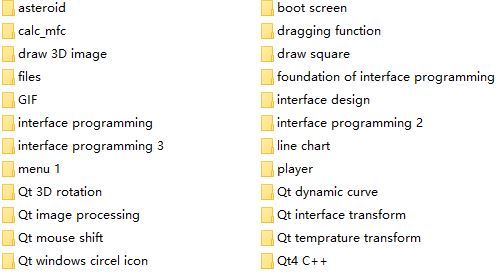 asteroid
boot screen
calc_mfc
dragging function
draw 3D image
draw square
files
foundation of interface programming
GIF
interface design
interface programming
interface programming 2
interface programming 3
line chart
menu 1
player
Qt 3D rotation
Qt dynamic curve
Qt image processing
Qt interface transform
Qt mouse shift
Qt temprature transform
Qt windows circel icon
Qt4 C++